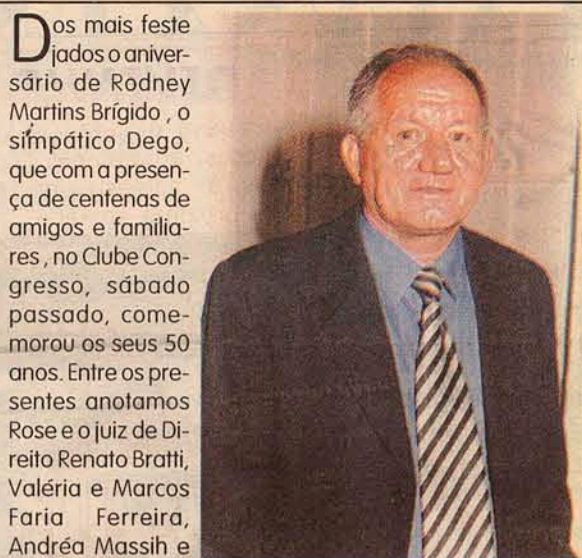 Dos mais feste
jados o aniver-
sário de Rodney
Martins Brígido , o
simpático Dego,
que com a presen-
ça de centenas de
amigos e familia-
res , no Clube Con-
gresso, sábado
passado, come-
morou os seus 50
anos. Entre os pre-
sentes anotamos
Rose e o juiz de Di-
reito Renato Bratti,
Valéria e Marcos
Faria Ferreira,
Andréa Massih e